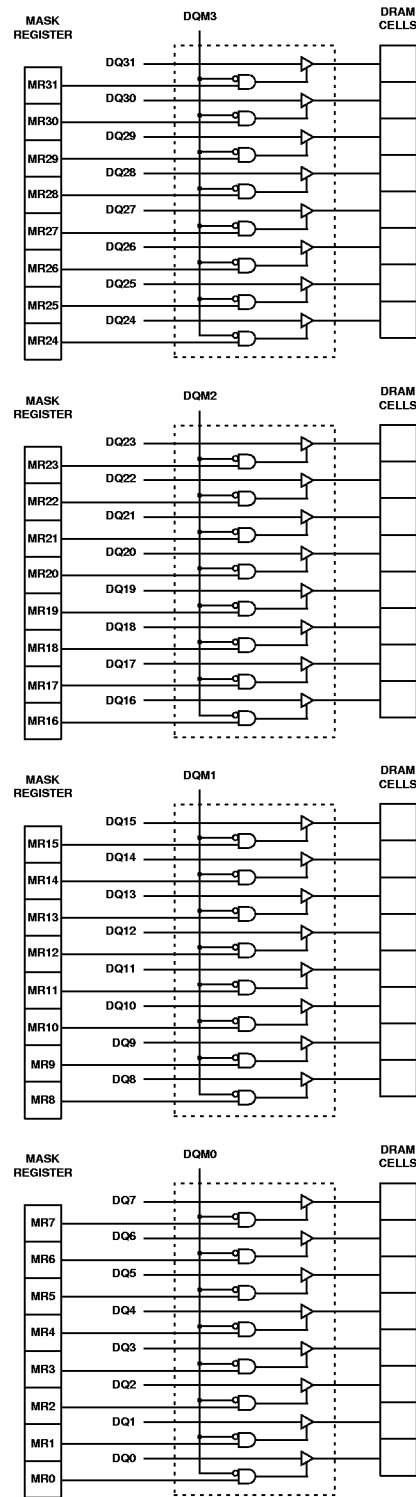 DQM3
MASK
REGISTER
DRAM
CELLS
DQ31
MR31
DQ30
MR30
DQ29
MR29
DQ28
MR28
DQ27
MR27
DQ26
MR26
DQ25
MR25
DQ24
MR24
DQM2
MASK
REGISTER
DRAM
CELLS
DQ23
MR23
DQ22
MR22
DQ21
MR21
DQ20
MR20
DQ19
MR19
DQ18
MR18
DQ17
MR17
DQ16
MR16
DQM1
MASK
REGISTER
DRAM
CELLS
DQ15
MR15
DQ14
MR14
DQ13
MR13
DQ12
MR12
DQ11
MR11
DQ10
MR10
DQ9
MR9
DQ8
MR8
DQM0
MASK
REGISTER
DRAM
CELLS
DQ7
MR7
DQ6
MR6
DQ5
MR5
DQ4
MR4
DQ3
MR3
DQ2
MR2
DQ1
MR1
DQ0
MR0